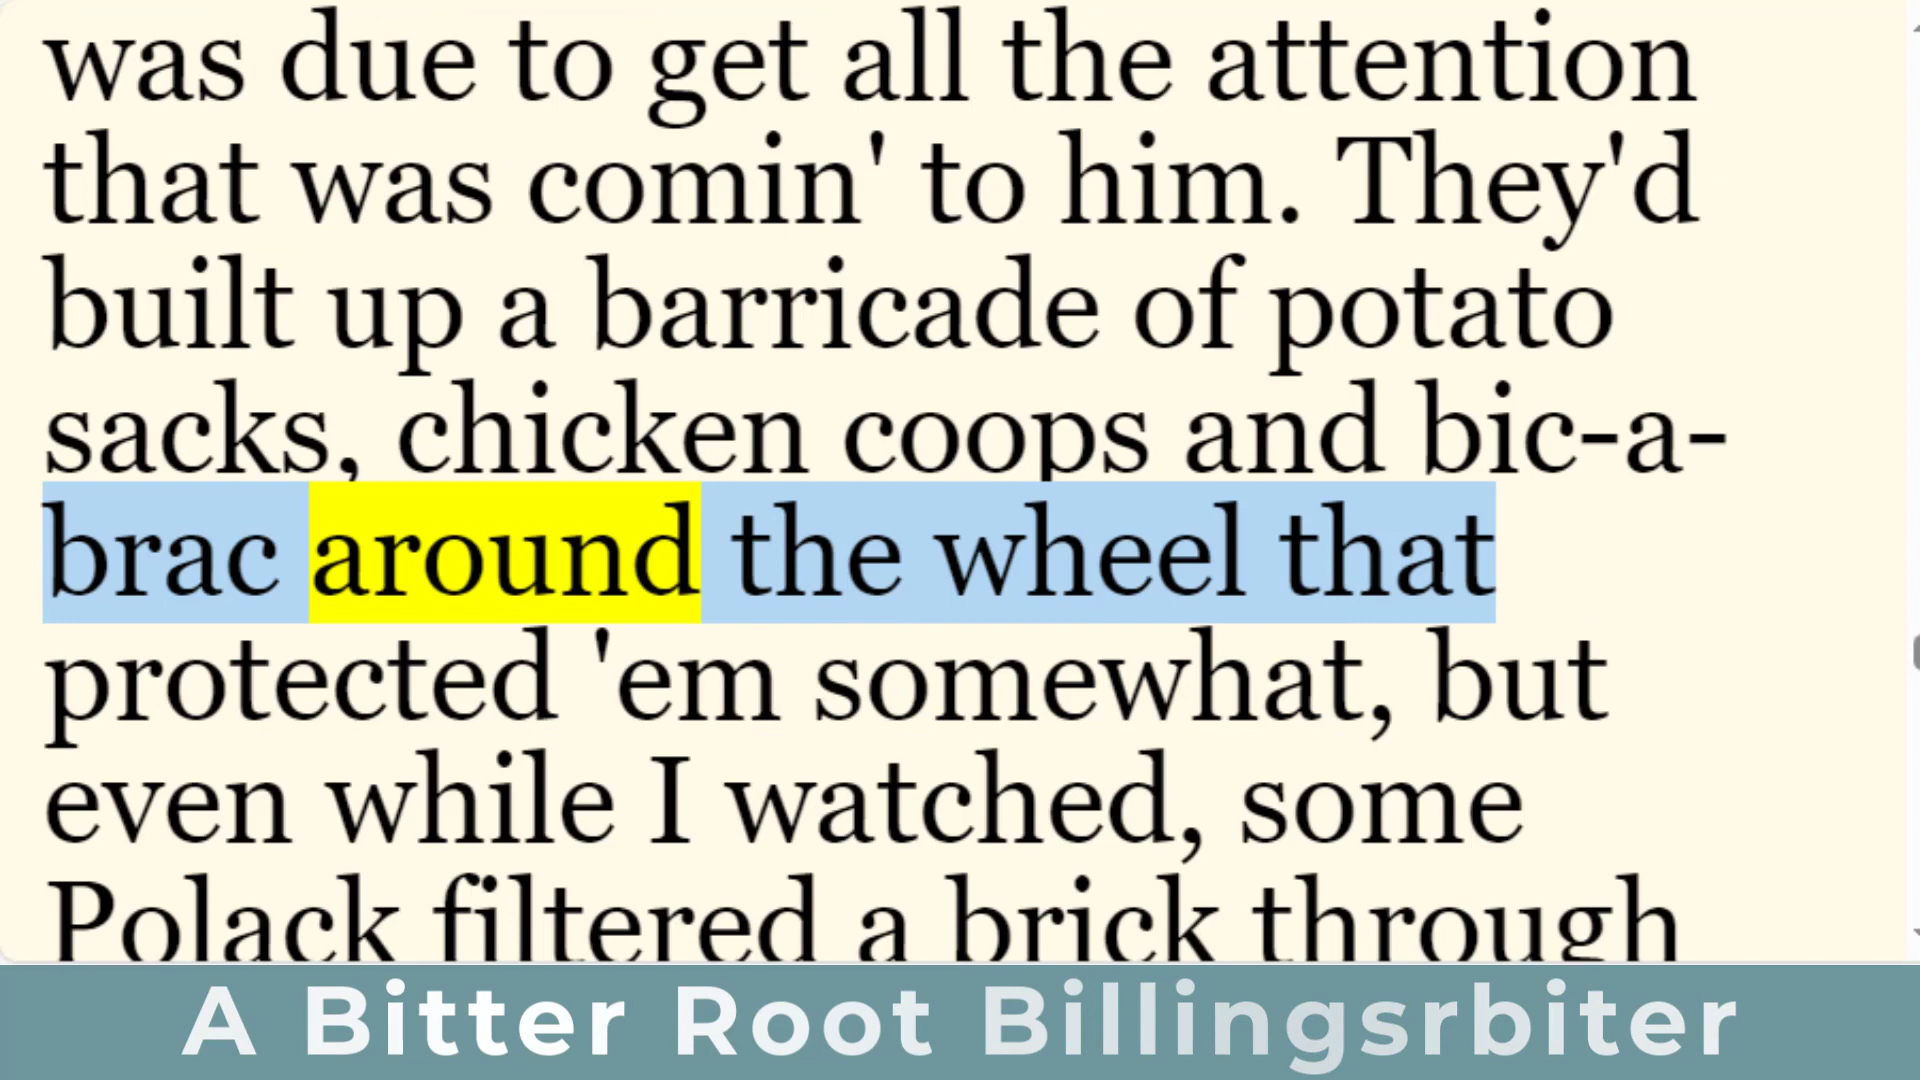 was due to get all the attention
that was comin' to him. They'd
built up a barricade of potato
sacks, chicken coops and bic-a-
brac around the wheel that
protected 'em somewhat, but
even while I watched, some
Polack filtered a brick through
A Bitter Root Billingsrbiter